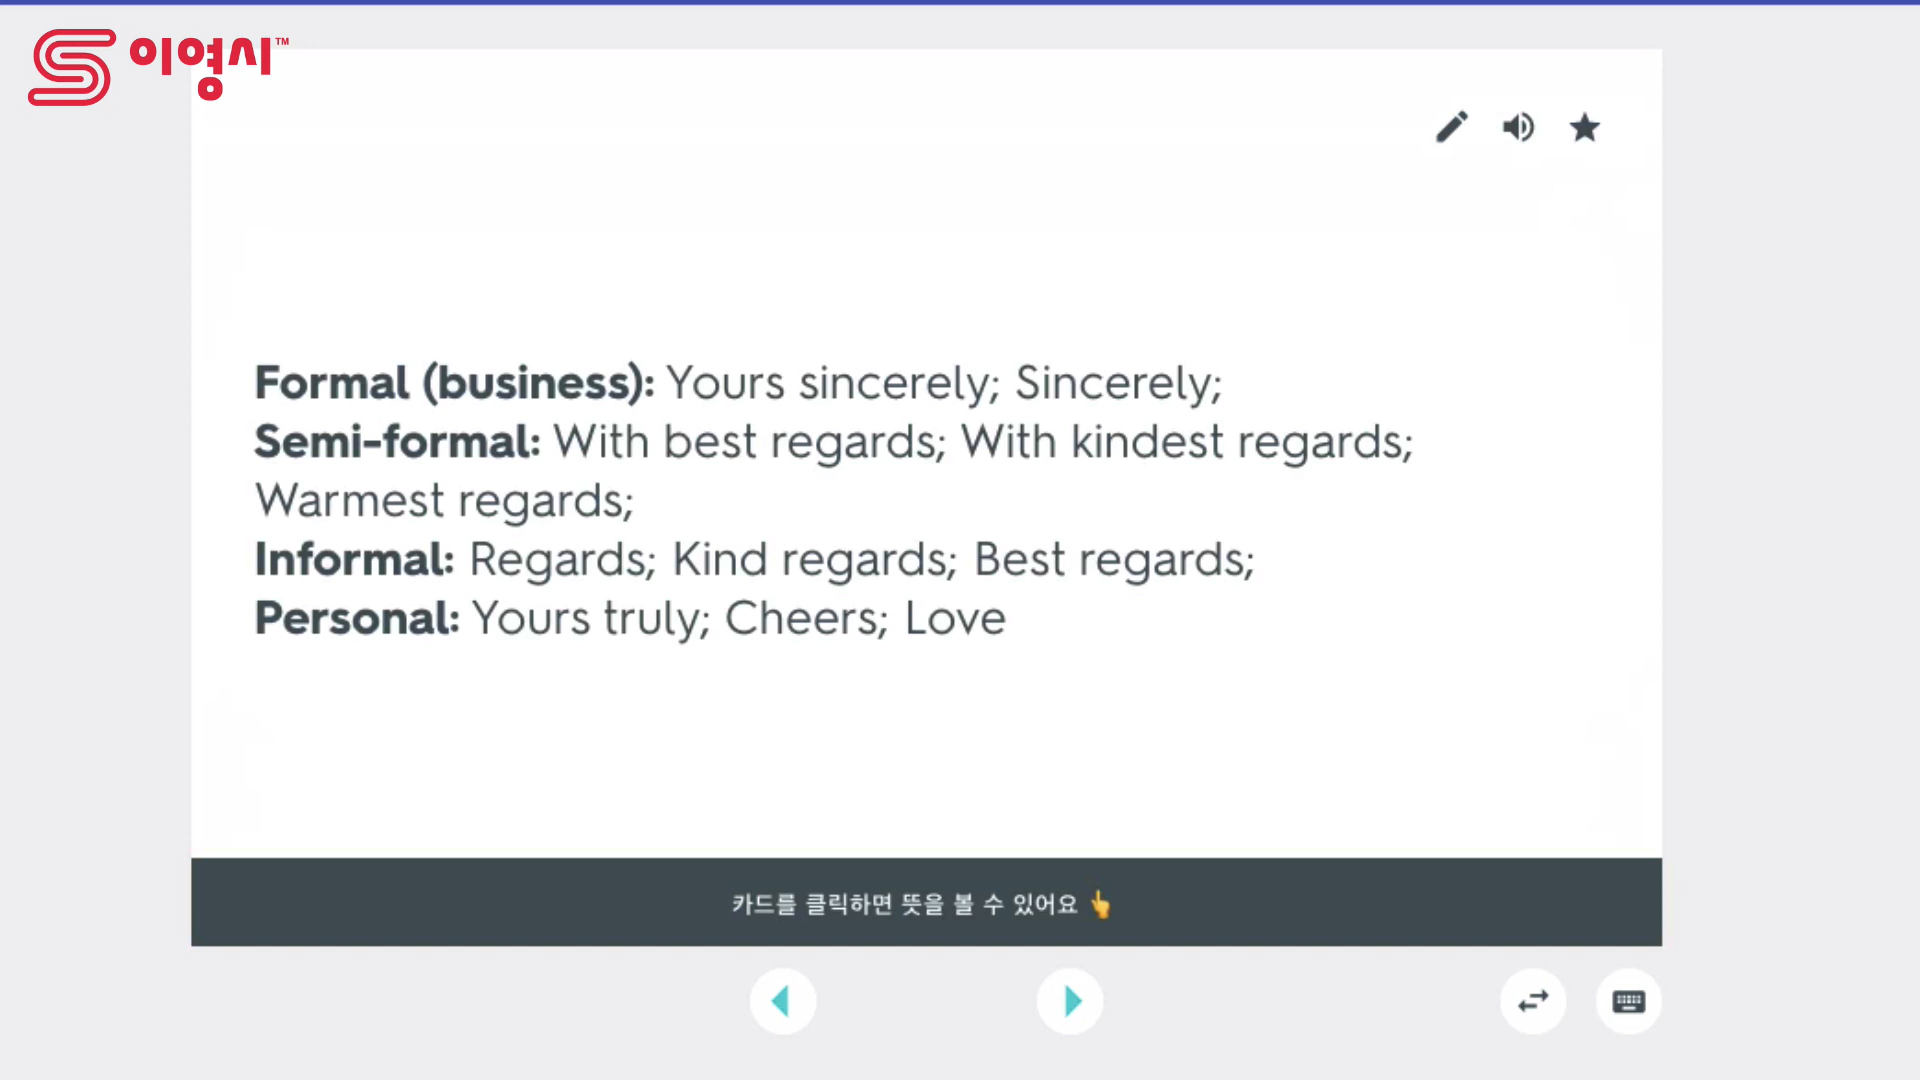 이영시™
Formal (business): Yours sincerely; Sincerely;
Semi-formal: With best regards; With kindest regards;
Warmest regards;
Informal: Regards; Kind regards; Best regards;
Personal: Yours truly; Cheers; Love
카드를 클릭하면 뜻을 볼 수 있어요 👆